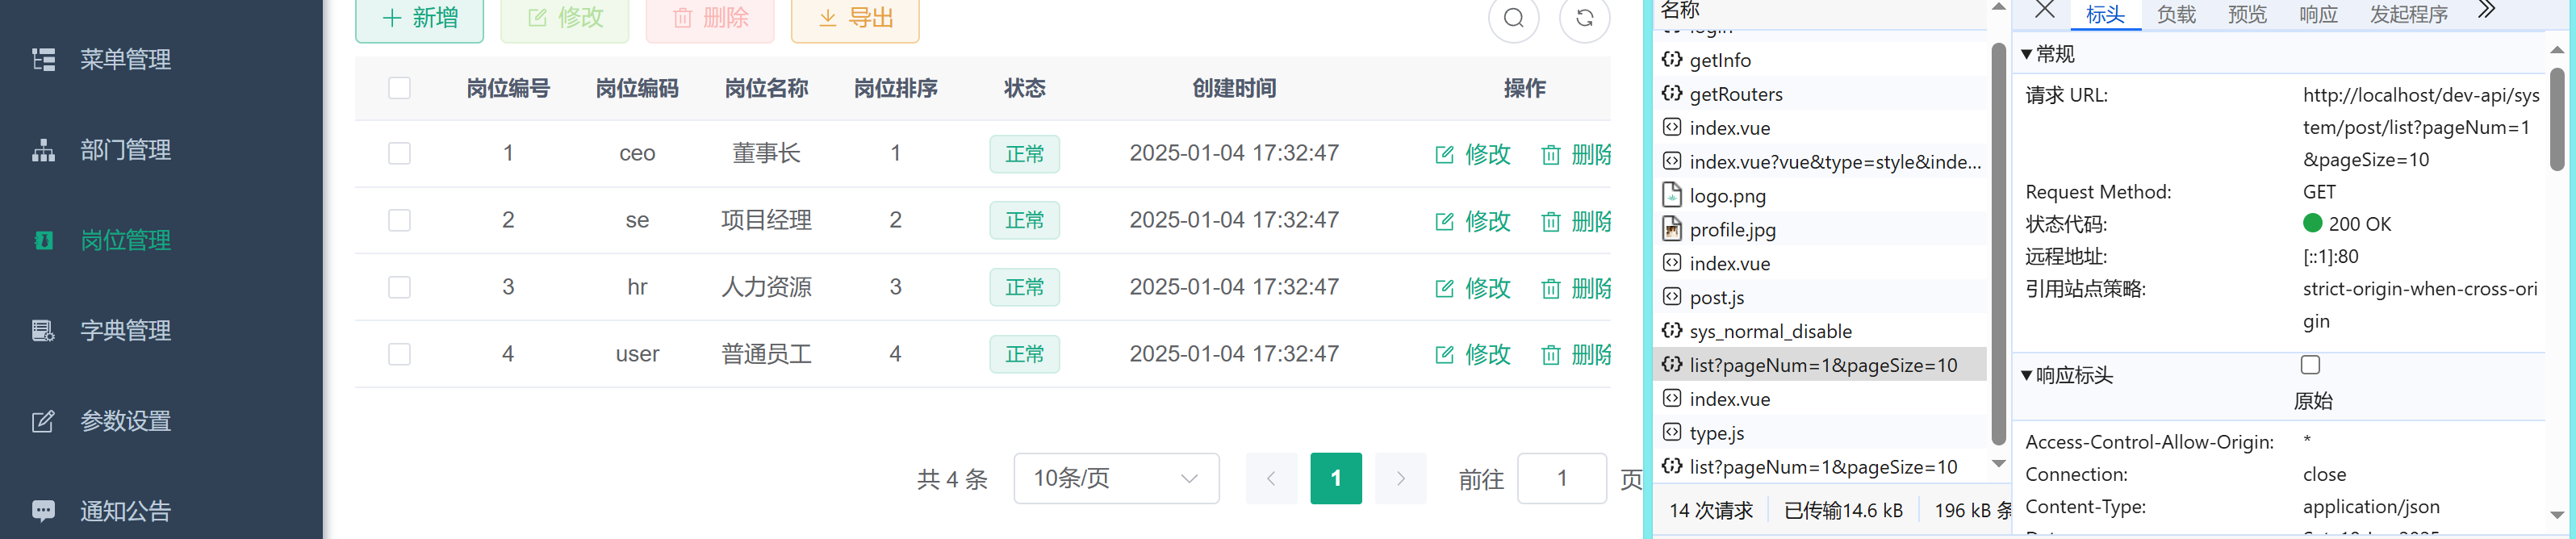 菜单管理
部门管理
岗位管理
字典管理
参数设置
通知公告
新增 修改 删除 导出
岗位编号 岗位编码 岗位名称 岗位排序 状态 创建时间 操作
1 ceo 董事长 1 正常 2025-01-04 17:32:47 修改 删除
2 se 项目经理 2 正常 2025-01-04 17:32:47 修改 删除
3 hr 人力资源 3 正常 2025-01-04 17:32:47 修改 删除
4 user 普通员工 4 正常 2025-01-04 17:32:47 修改 删除
共 4 条 10条/页 1 前往 1 页
名称
login
getInfo
getRouters
index.vue
index.vue?vue&type=style&inde...
logo.png
profile.jpg
index.vue
post.js
sys_normal_disable
list?pageNum=1&pageSize=10
index.vue
type.js
list?pageNum=1&pageSize=10
14 次请求 已传输14.6 kB 196 kB 条
标头 负载 预览 响应 发起程序
常规
请求 URL: http://localhost/dev-api/sys
tem/post/list?pageNum=1
&pageSize=10
Request Method: GET
状态代码: 200 OK
远程地址: [::1]:80
引用站点策略: strict-origin-when-cross-ori
gin
响应标头
原始
Access-Control-Allow-Origin: *
Connection: close
Content-Type: application/json